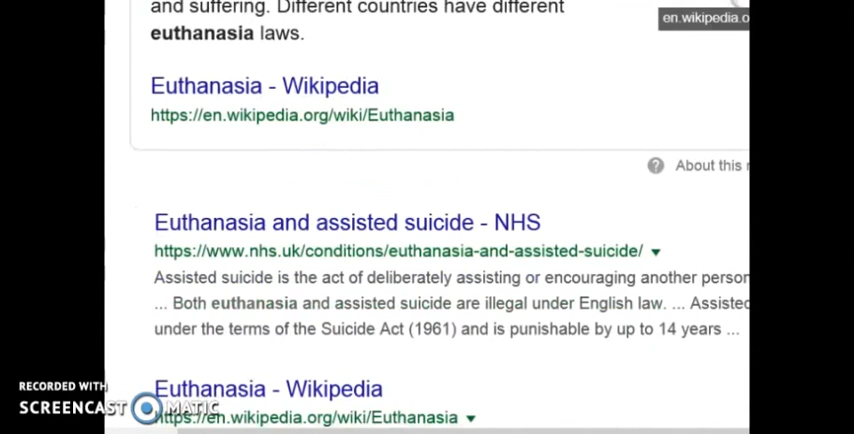 and suffering. Different countries have different
en.wikipedia.o
euthanasia laws.
Euthanasia - Wikipedia
https://en.wikipedia.org/wiki/Euthanasia
About this
Euthanasia and assisted suicide - NHS
https://www.nhs.uk/conditions/euthanasia-and-assisted-suicide/
Assisted suicide is the act of deliberately assisting or encouraging another person
... Both euthanasia and assisted suicide are illegal under English law. ... Assisted
under the terms of the Suicide Act (1961) and is punishable by up to 14 years ...
RECORDED WITH
Euthanasia - Wikipedia
SCREENCAST MATIC
https://en.wikipedia.org/wiki/Euthanasia